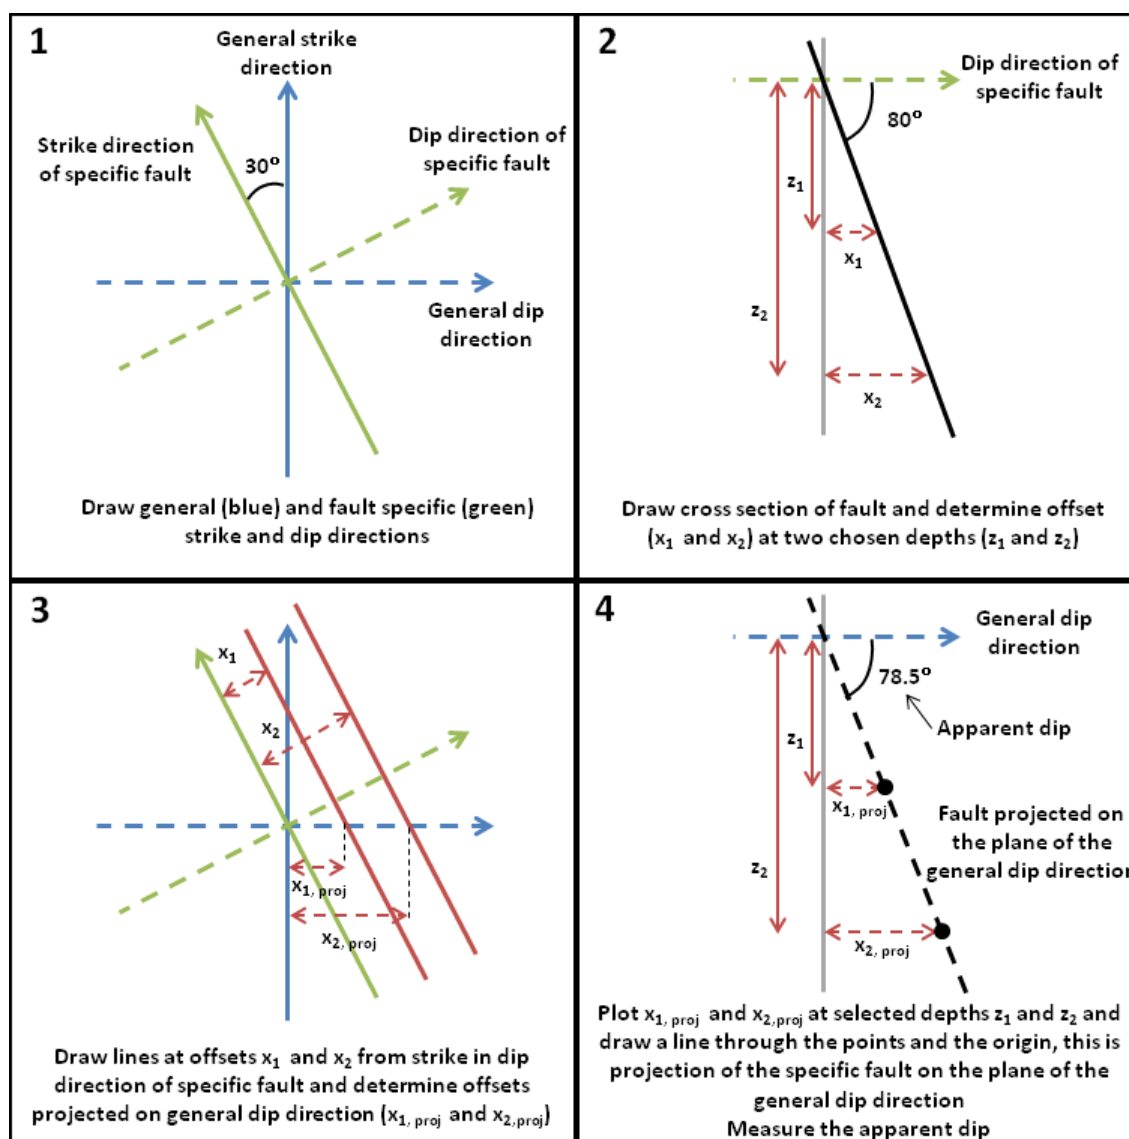 1
General strike
direction
Strike direction
of specific fault
30°
Dip direction of
specific fault
General dip
direction
Draw general (blue) and fault specific (green)
strike and dip directions
2
Dip direction of
specific fault
80°
z1
x1
z2
x2
Draw cross section of fault and determine offset
(x1 and x2) at two chosen depths (z1 and z2)
3
x1
x2
x1, proj
x2, proj
Draw lines at offsets x1 and x2 from strike in dip
direction of specific fault and determine offsets
projected on general dip direction (x1, proj and x2,proj)
4
General dip
direction
78.5°
Apparent dip
z1
x1, proj
Fault projected on
the plane of the
general dip direction
z2
x2, proj
Plot x1, proj and x2,proj at selected depths z1 and z2 and
draw a line through the points and the origin, this is
projection of the specific fault on the plane of the
general dip direction
Measure the apparent dip